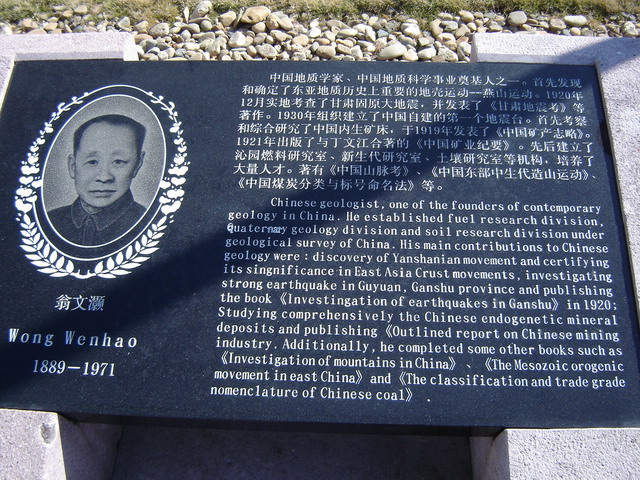 中国地质学家、中国地质科学事业奠基人之一。首先发现
和确定了东亚地质历史上重要的地壳运动—燕山运动。1920年
12月实地考查了甘肃固原大地震，并发表了《甘肃地震考》等
著作。1930年组织建立了中国自建的第一个地震台。首先考察
和综合研究了中国内生矿床，于1919年发表了《中国矿产志略》。
1921年出版了与丁文江合著的《中国矿业纪要》。先后建立了
沁园燃料研究室、新生代研究室、土壤研究室等机构，培养了
大量人才。著有《中国山脉考》、《中国东部中生代造山运动》、
《中国煤炭分类与标号命名法》等。
Chinese geologist, one of the founders of contemporary
geology in China. He established fuel research division,
Quaternary geology division and soil research division under
geological survey of China. His main contributions to Chinese
geology were：discovery of Yanshanian movement and certifying
its singnificance in East Asia Crust movements, investigating
strong earthquake in Guyuan, Ganshu province and publishing
the book《Investingation of earthquakes in Ganshu》in 1920;
Studying comprehensively the Chinese endogenetic mineral
deposits and publishing《Outlined report on Chinese mining
industry. Additionally, he completed some other books such as
《Investigation of mountains in China》、《The Mesozoic orogenic
movement in east China》and《The classification and trade grade
nomenclature of Chinese coal》.
翁文灏
Wong Wenhao
1889—1971